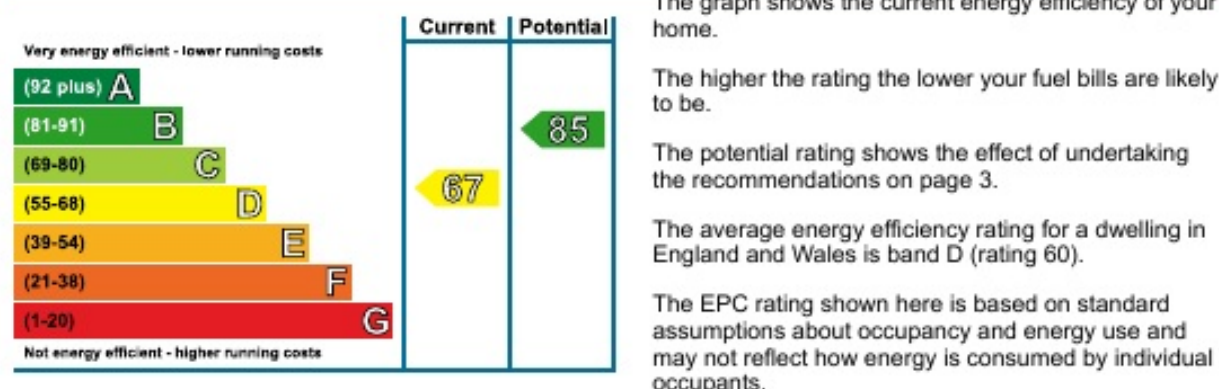 Current Potential
Very energy efficient - lower running costs
(92 plus) A
(81-91) B
85
(69-80) C
67
(55-68) D
(39-54) E
(21-38) F
(1-20) G
Not energy efficient - higher running costs
The graph shows the current energy efficiency of your
home.
The higher the rating the lower your fuel bills are likely
to be.
The potential rating shows the effect of undertaking
the recommendations on page 3.
The average energy efficiency rating for a dwelling in
England and Wales is band D (rating 60).
The EPC rating shown here is based on standard
assumptions about occupancy and energy use and
may not reflect how energy is consumed by individual
occupants.